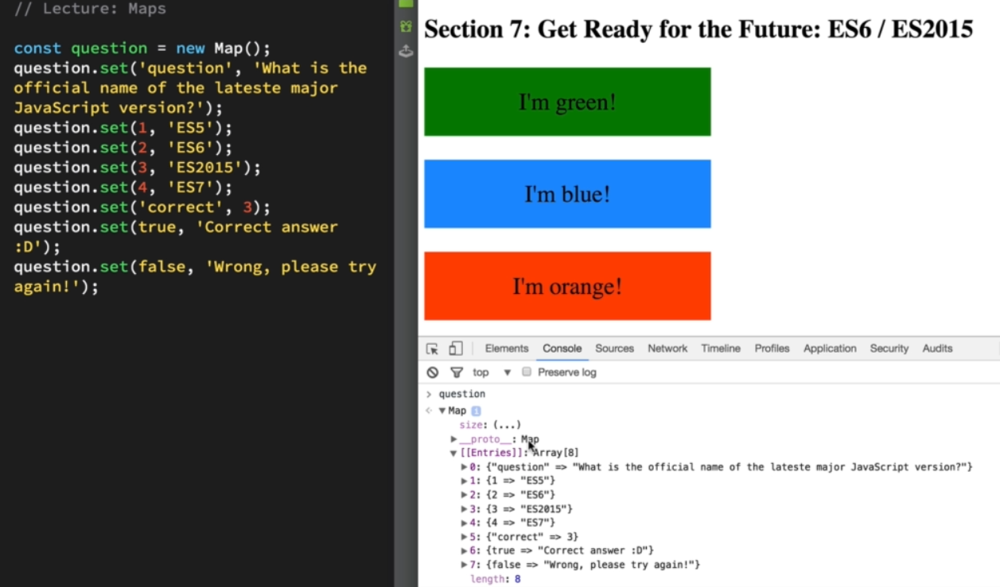 // Lecture: Maps
const question = new Map();
question.set('question', 'What is the
official name of the lateste major
JavaScript version?');
question.set(1, 'ES5');
question.set(2, 'ES6');
question.set(3, 'ES2015');
question.set(4, 'ES7');
question.set('correct', 3);
question.set(true, 'Correct answer
:D');
question.set(false, 'Wrong, please try
again!');
Section 7: Get Ready for the Future: ES6 / ES2015
I'm green!
I'm blue!
I'm orange!
Elements Console Sources Network Timeline Profiles Application Security Audits
top Preserve log
> question
Map
size: (...)
__proto__: Map
[[Entries]]: Array[8]
0: {"question" => "What is the official name of the lateste major JavaScript version?"}
1: {1 => "ES5"}
2: {2 => "ES6"}
3: {3 => "ES2015"}
4: {4 => "ES7"}
5: {"correct" => 3}
6: {true => "Correct answer :D"}
7: {false => "Wrong, please try again!"}
length: 8